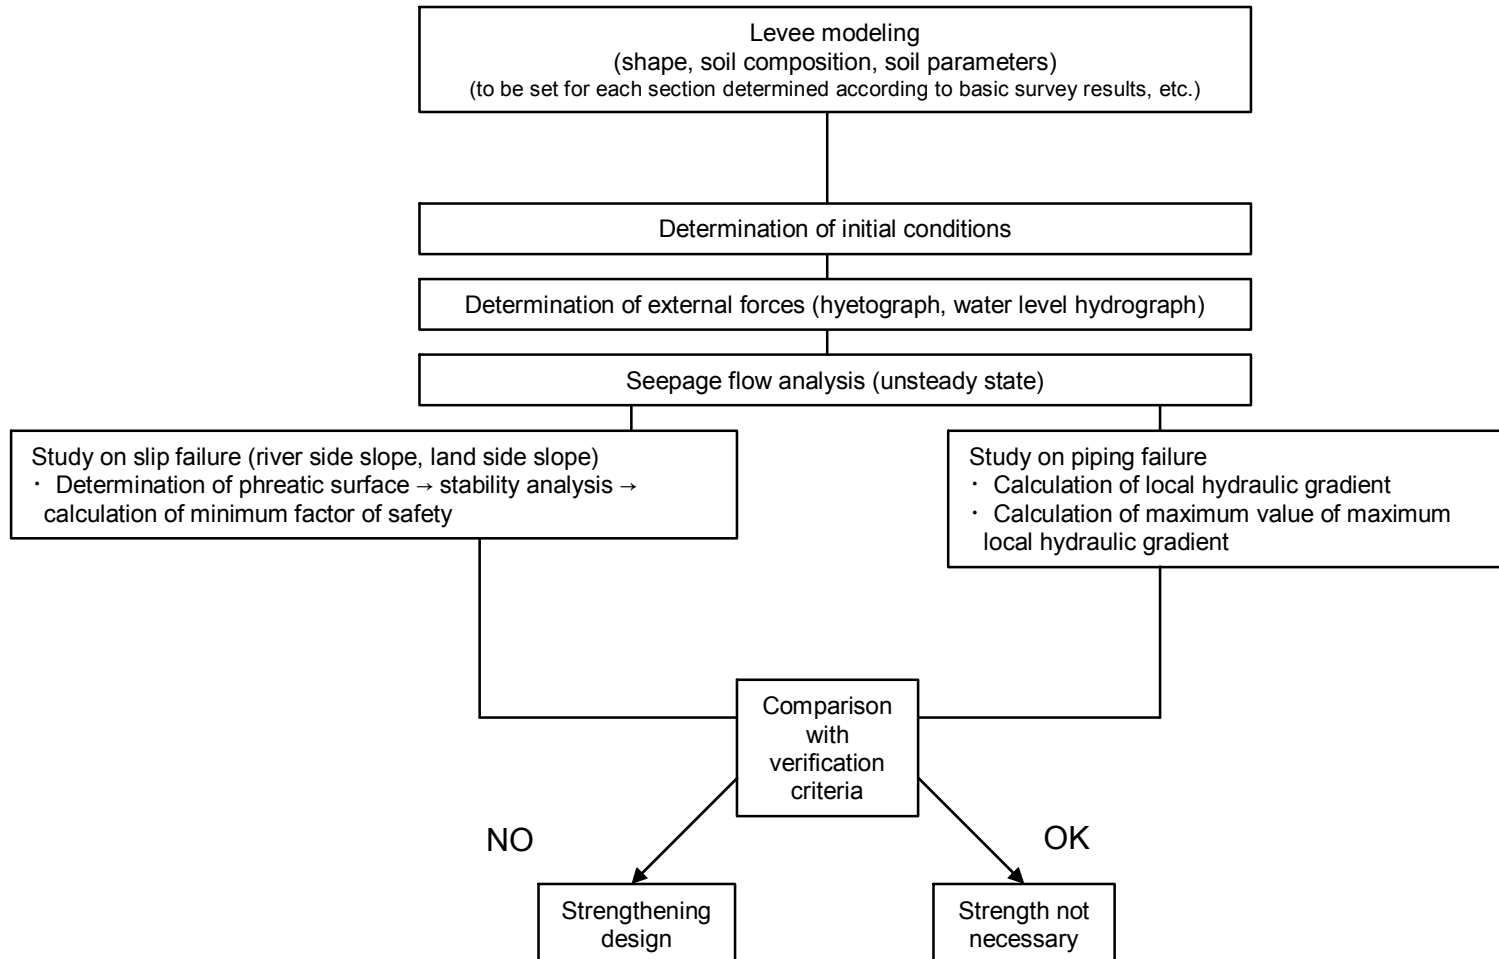 Levee modeling
(shape, soil composition, soil parameters)
(to be set for each section determined according to basic survey results, etc.)
Determination of initial conditions
Determination of external forces (hyetograph, water level hydrograph)
Seepage flow analysis (unsteady state)
Study on slip failure (river side slope, land side slope)
・ Determination of phreatic surface → stability analysis →
calculation of minimum factor of safety
Study on piping failure
・ Calculation of local hydraulic gradient
・ Calculation of maximum value of maximum
local hydraulic gradient
Comparison
with
verification
criteria
NO
OK
Strengthening
design
Strength not
necessary